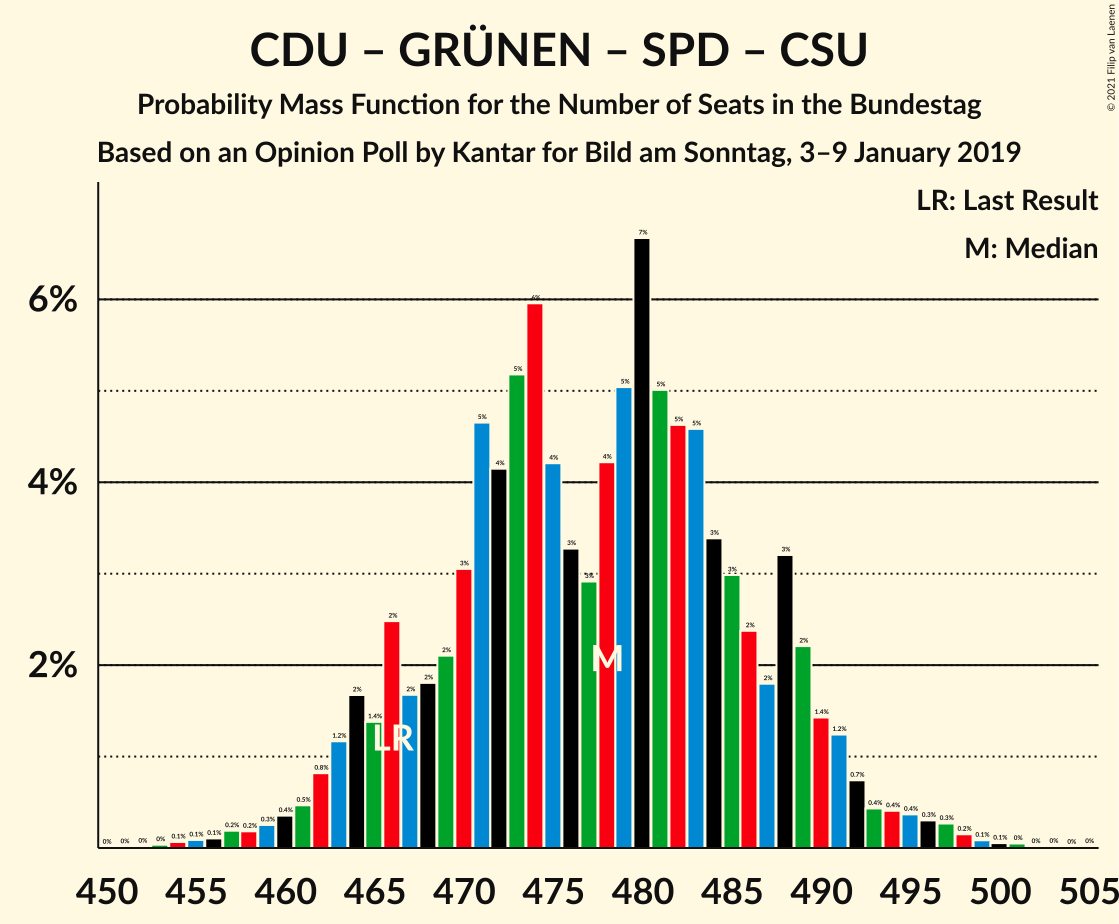 CDU – GRÜNEN – SPD – CSU
Probability Mass Function for the Number of Seats in the Bundestag
Based on an Opinion Poll by Kantar for Bild am Sonntag, 3–9 January 2019
© 2021 Filip van Laenen
LR: Last Result
M: Median
6%
4%
2%
0% 0% 0% 0% 0.1% 0.1% 0.1% 0.2% 0.2% 0.3% 0.4% 0.5% 0.8% 1.2% 2% 1.4% 2% 2% 2% 2% 3% 5% 4% 5% 6% 4% 3% 3% 4% 5% 7% 5% 5% 5% 3% 3% 2% 2% 3% 2% 1.4% 1.2% 0.7% 0.4% 0.4% 0.4% 0.3% 0.3% 0.2% 0.1% 0.1% 0% 0% 0% 0% 0%
M
LR
450 455 460 465 470 475 480 485 490 495 500 505